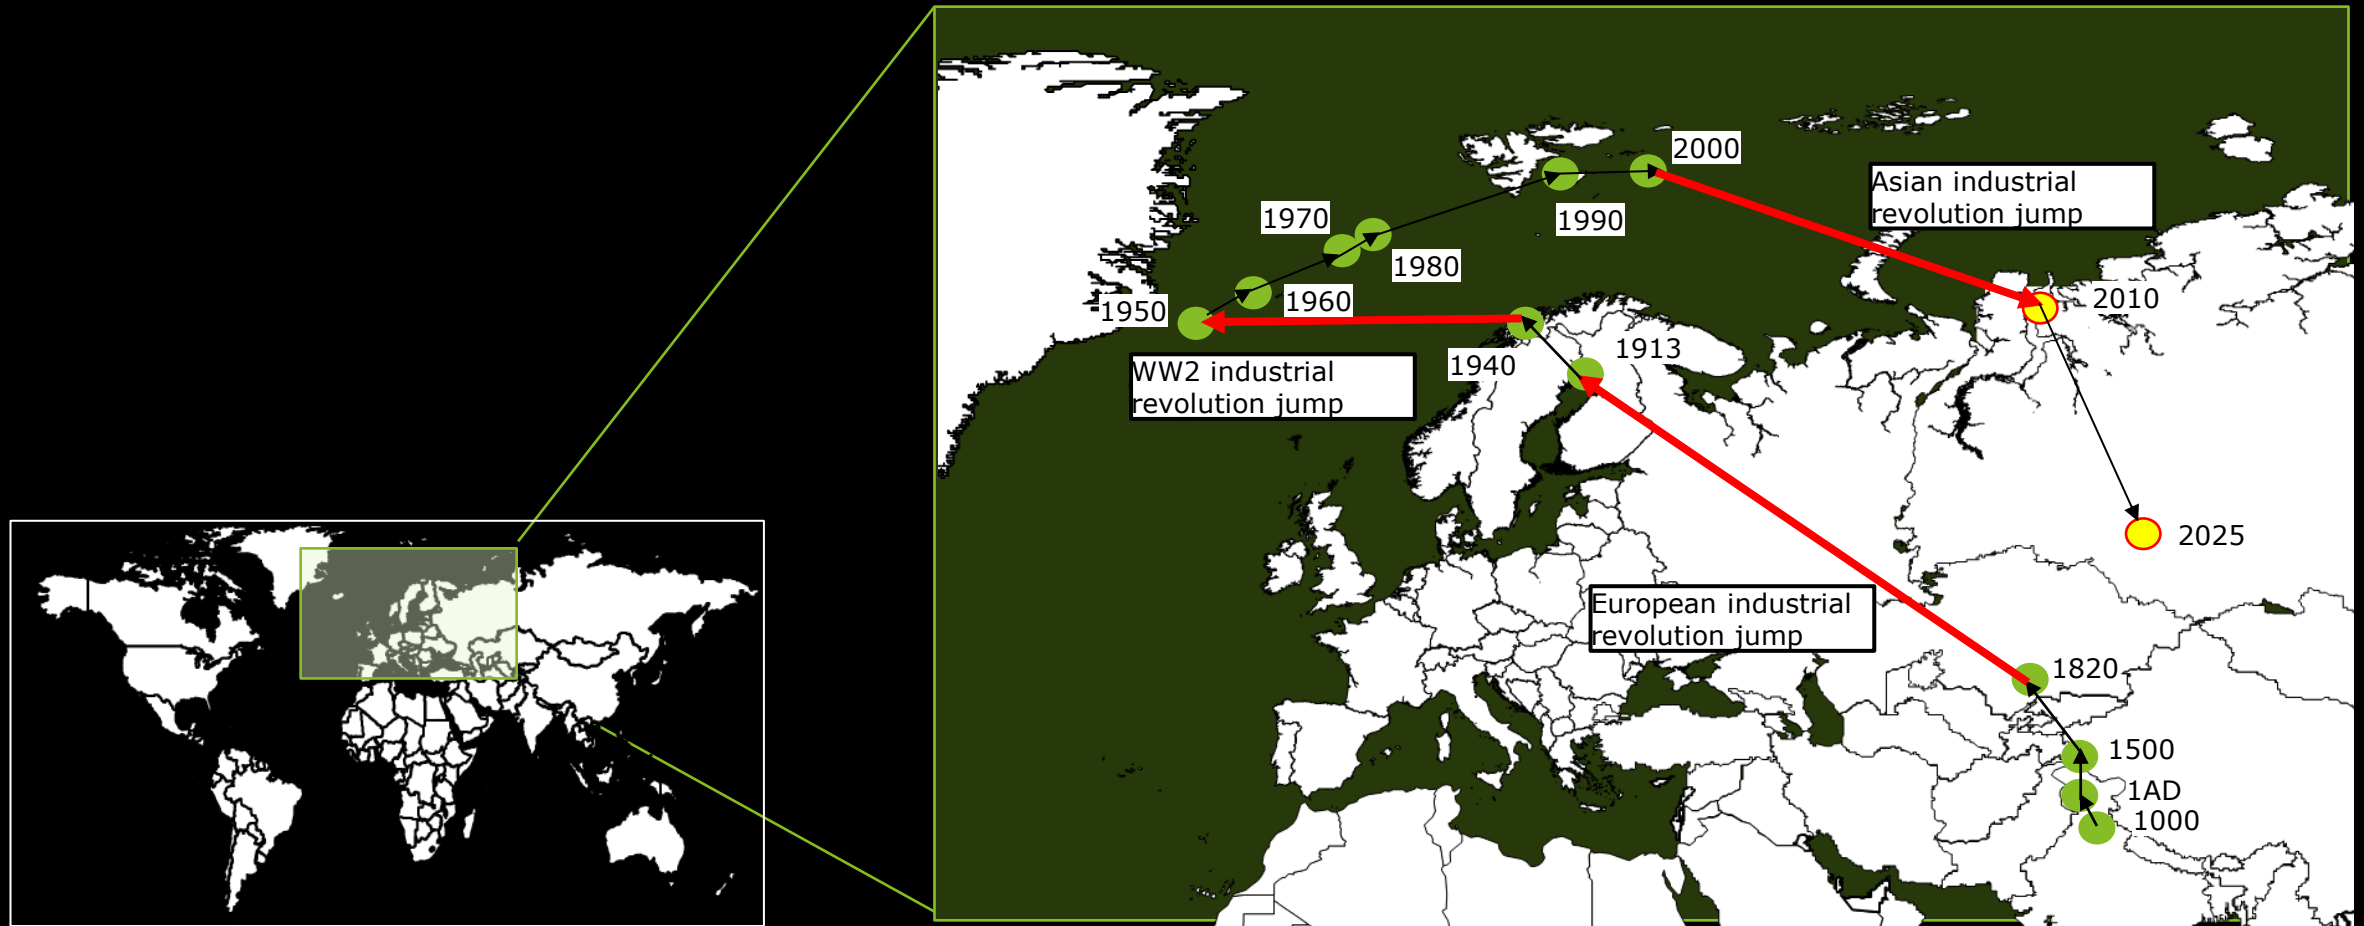 2000
Asian industrial
revolution jump
1970
1990
1980
1950
1960
2010
1913
WW2 industrial
revolution jump
1940
2025
European industrial
revolution jump
1820
1500
1AD
1000